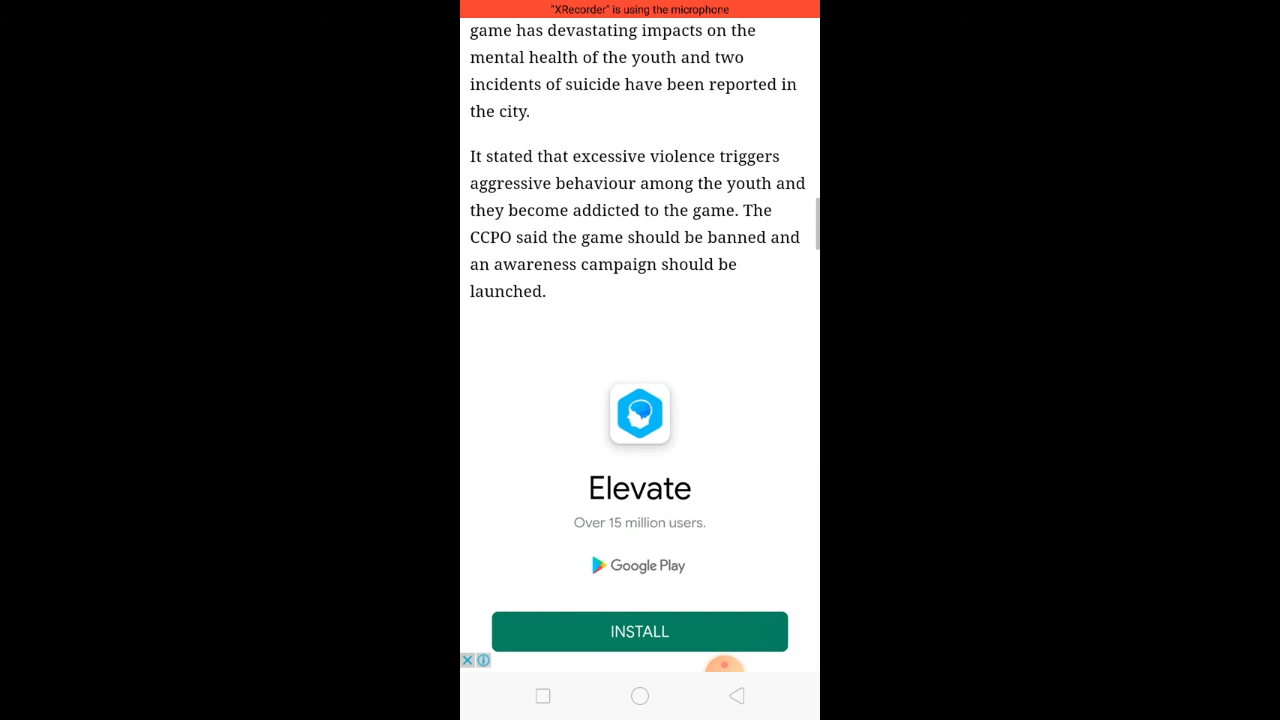 "XRecorder" is using the microphone
game has devastating impacts on the
mental health of the youth and two
incidents of suicide have been reported in
the city.
It stated that excessive violence triggers
aggressive behaviour among the youth and
they become addicted to the game. The
CCPO said the game should be banned and
an awareness campaign should be
launched.
Elevate
Over 15 million users.
Google Play
INSTALL